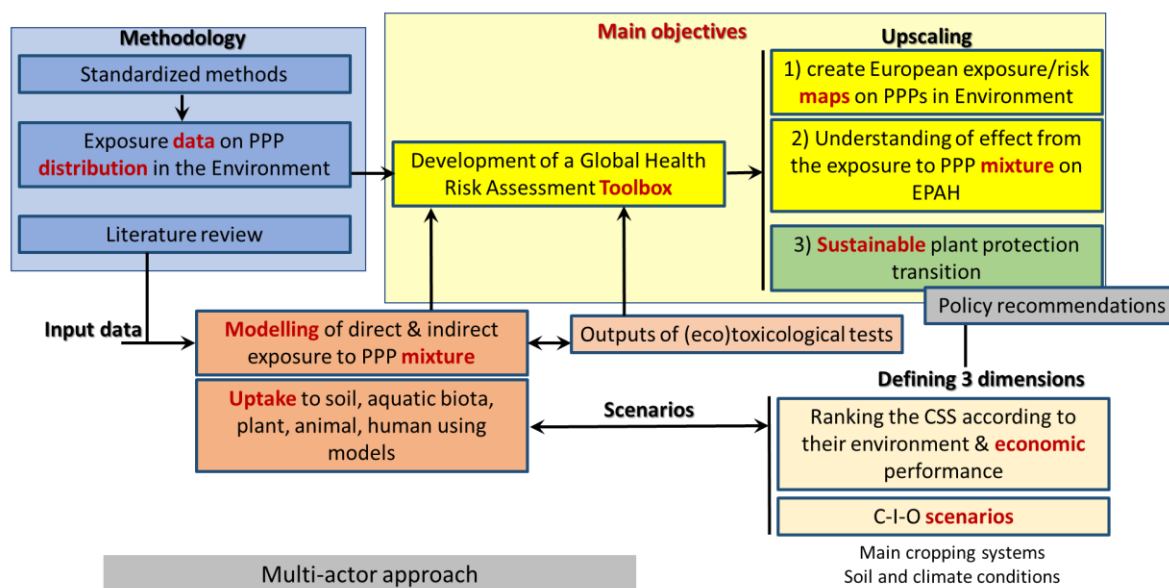 Methodology
Standardized methods
Exposure data on PPP
distribution in the Environment
Literature review
Main objectives
Upscaling
Development of a Global Health
Risk Assessment Toolbox
1) create European exposure/risk
maps on PPPs in Environment
2) Understanding of effect from
the exposure to PPP mixture on
EPAH
3) Sustainable plant protection
transition
Policy recommendations
Input data
Modelling of direct & indirect
exposure to PPP mixture
Outputs of (eco)toxicological tests
Uptake to soil, aquatic biota,
plant, animal, human using
models
Scenarios
Defining 3 dimensions
Ranking the CSS according to
their environment & economic
performance
C-I-O scenarios
Main cropping systems
Soil and climate conditions
Multi-actor approach